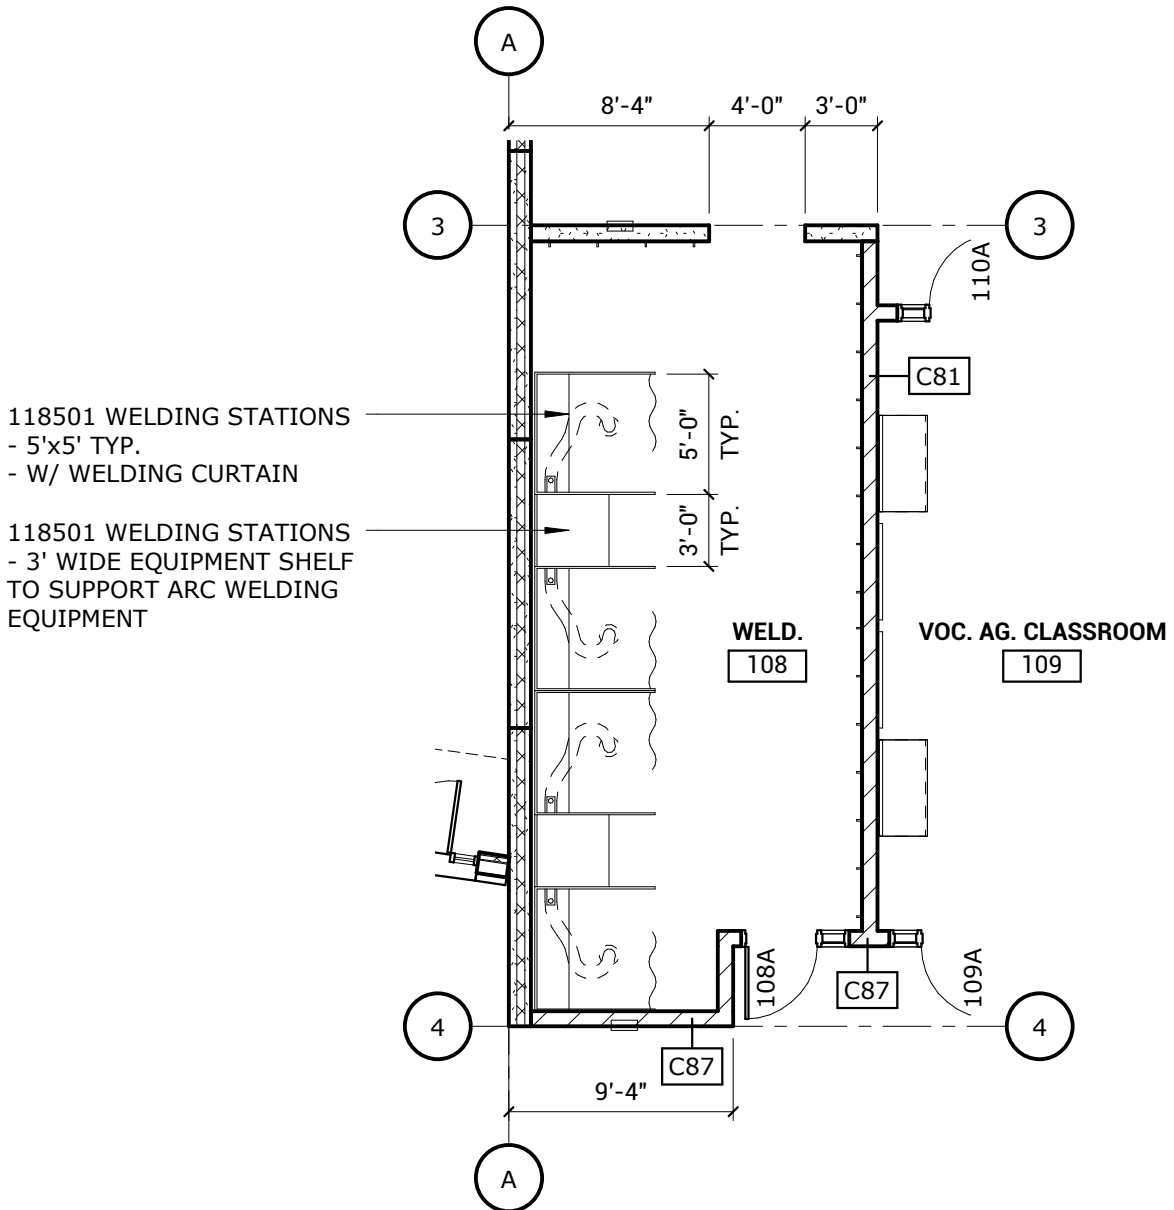 A
8'-4"
4'-0"
3'-0"
3
3
110A
C81
118501 WELDING STATIONS
- 5'x5' TYP.
- W/ WELDING CURTAIN
5'-0"
TYP.
118501 WELDING STATIONS
- 3' WIDE EQUIPMENT SHELF
TO SUPPORT ARC WELDING
EQUIPMENT
3'-0"
TYP.
WELD.
108
VOC. AG. CLASSROOM
109
108A
C87
109A
4
4
C87
9'-4"
A